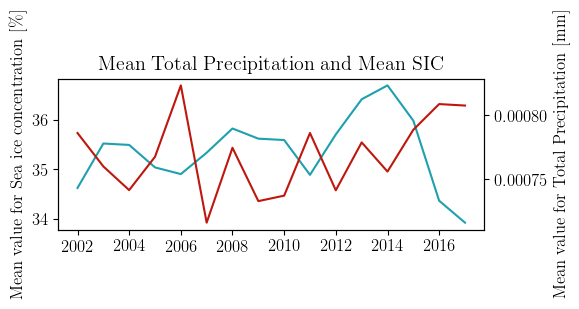 Mean Total Precipitation and Mean SIC
Mean value for Sea ice concentration [%]
36
35
34
0.00080
0.00075
Mean value for Total Precipitation [mm]
2002 2004 2006 2008 2010 2012 2014 2016